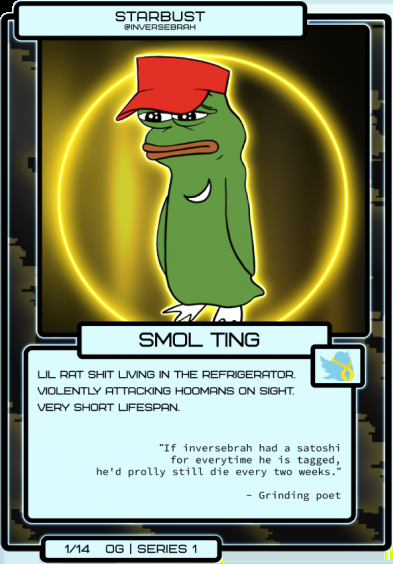 STARBUST
@INVERSEBRAH
SMOL TING
LIL RAT SHIT LIVING IN THE REFRIGERATOR.
VIOLENTLY ATTACKING HOOMANS ON SIGHT.
VERY SHORT LIFESPAN.
"If inversebrah had a satoshi
for everytime he is tagged,
he'd prolly still die every two weeks."
- Grinding poet
1/14 OG | SERIES 1